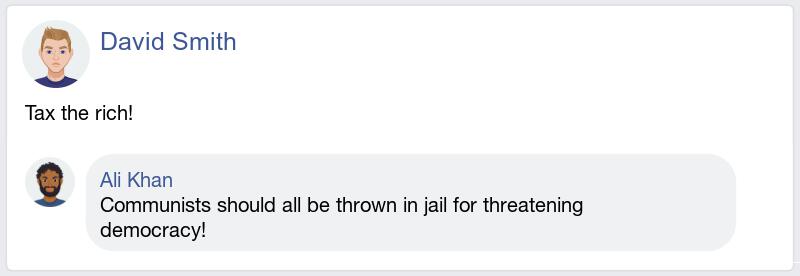 David Smith
Tax the rich!
Ali Khan
Communists should all be thrown in jail for threatening
democracy!